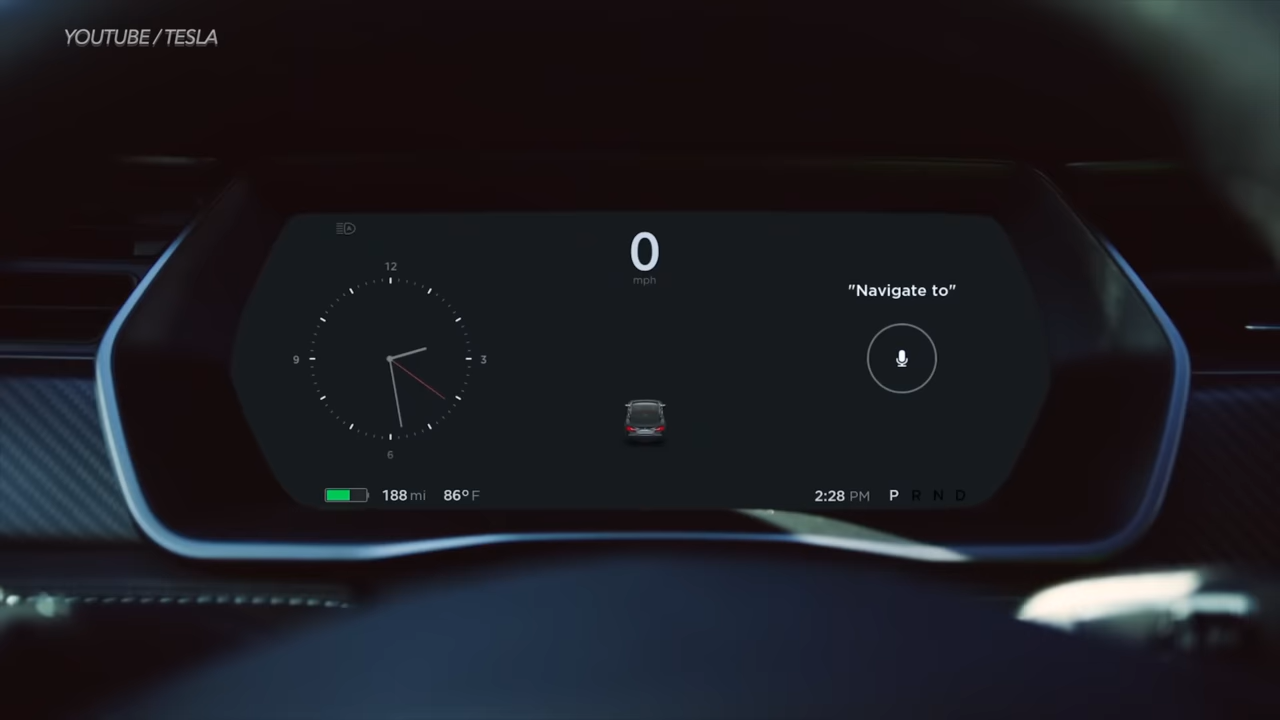 YOUTUBE/TESLA
0
mph
12
9
3
6
"Navigate to"
188 mi 86° F
2:28 PM P R N D